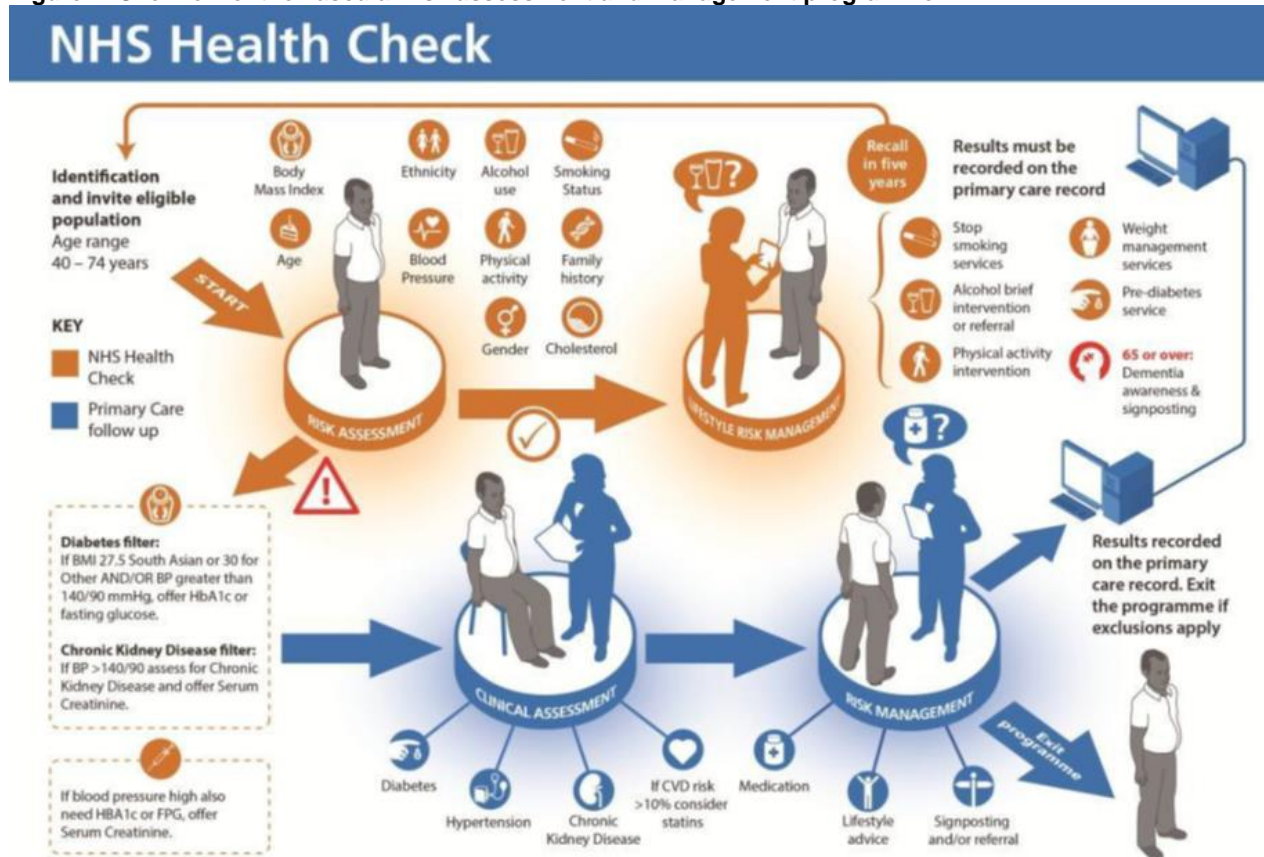 NHS Health Check
Identification
and invite eligible
population
Age range
40 – 74 years
START
KEY
NHS Health
Check
Primary Care
follow up
Body
Mass Index
Ethnicity
Alcohol
use
Smoking
Status
Age
Blood
Pressure
Physical
activity
Family
history
Gender
Cholesterol
RISK ASSESSMENT
?
LIFESTYLE RISK MANAGEMENT
Recall
in five
years
Results must be
recorded on the
primary care record
Stop
smoking
services
Alcohol brief
intervention
or referral
Physical activity
intervention
Weight
management
services
Pre-diabetes
service
65 or over:
Dementia
awareness &
signposting
!
Diabetes filter:
If BMI 27.5 South Asian or 30 for
Other AND/OR BP greater than
140/90 mmHg, offer HbA1c or
fasting glucose.
Chronic Kidney Disease filter:
If BP >140/90 assess for Chronic
Kidney Disease and offer Serum
Creatinine.
If blood pressure high also
need HBA1c or FPG, offer
Serum Creatinine.
CLINICAL ASSESSMENT
Diabetes
Hypertension
Chronic
Kidney Disease
If CVD risk
>10% consider
statins
?
RISK MANAGEMENT
Medication
Lifestyle
advice
Signposting
and/or referral
Results recorded
on the primary
care record. Exit
the programme if
exclusions apply
Exit
programme